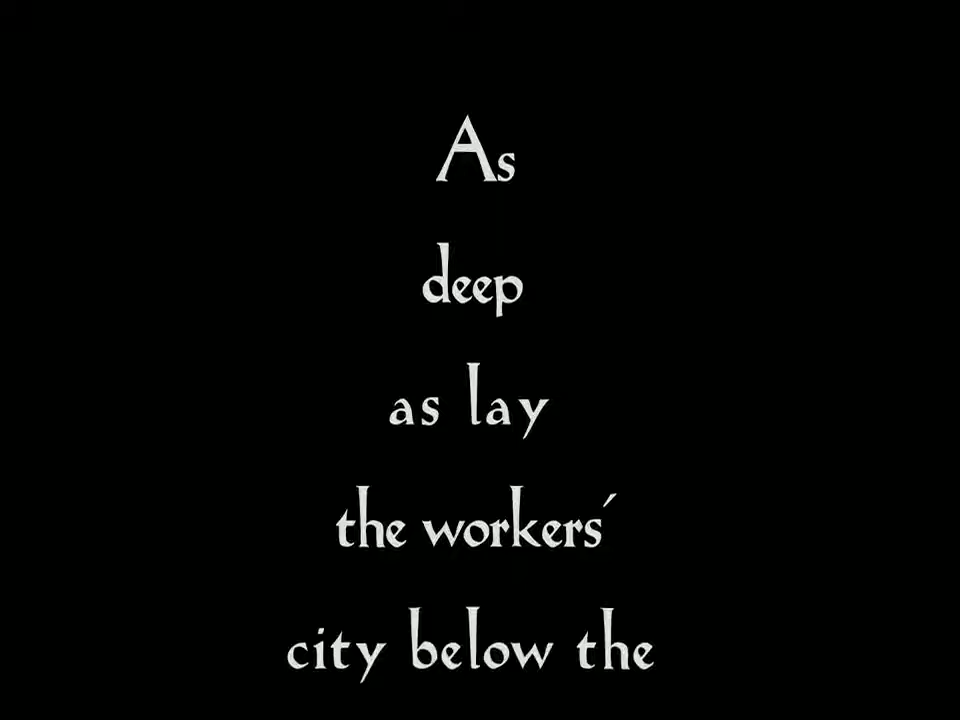 As
deep
as lay
the workers´
city below the